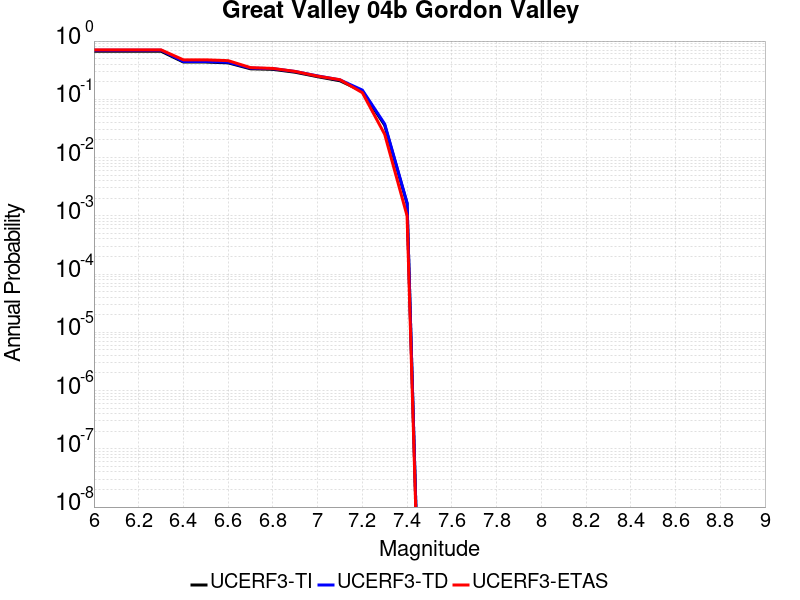 Great Valley 04b Gordon Valley
10^0
10^-1
10^-2
10^-3
10^-4
10^-5
10^-6
10^-7
10^-8
Annual Probability
6 6.2 6.4 6.6 6.8 7 7.2 7.4 7.6 7.8 8 8.2 8.4 8.6 8.8 9
Magnitude
UCERF3-TI UCERF3-TD UCERF3-ETAS